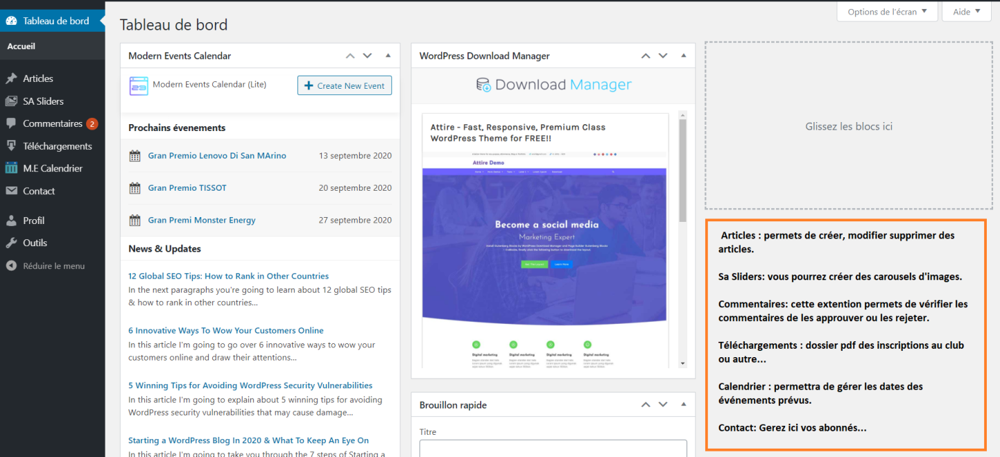 Tableau de bord
Accueil
Articles
SA Sliders
Commentaires 2
Téléchargements
M.E Calendrier
Contact
Profil
Outils
Réduire le menu
Options de l'écran
Aide
Tableau de bord
Modern Events Calendar
Modern Events Calendar (Lite)
Create New Event
Prochains évenements
Gran Premio Lenovo Di San MArino 13 septembre 2020
Gran Premio TISSOT 20 septembre 2020
Gran Premi Monster Energy 27 septembre 2020
News & Updates
12 Global SEO Tips: How to Rank in Other Countries
In the next paragraphs you're going to learn about 12 global SEO tips
& how to rank in other countries...
6 Innovative Ways To Wow Your Customers Online
In this article I'm going to go over 6 innovative ways to wow your
customers online and draw their attentions...
5 Winning Tips for Avoiding WordPress Security Vulnerabilities
In this article I'm going to explain about 5 winning tips for avoiding
WordPress security vulnerabilities that may cause damage...
Starting a WordPress Blog In 2020 & What To Keep An Eye On
In this article I'm going to take you through the 7 steps of Starting a
WordPress Download Manager
Download Manager
Attire - Fast, Responsive, Premium Class
WordPress Theme for FREE!!
Attire Demo
Become a social media
Marketing Expert
Digital marketing Digital marketing Digital marketing Digital marketing
Brouillon rapide
Titre
Glissez les blocs ici
Articles : permets de créer, modifier supprimer des
articles.
Sa Sliders: vous pourrez créer des carousels d'images.
Commentaires: cette extention permets de vérifier les
commentaires de les approuver ou les rejeter.
Téléchargements : dossier pdf des inscriptions au club
ou autre...
Calendrier : permettra de gérer les dates des
événements prévus.
Contact: Gerez ici vos abonnés...